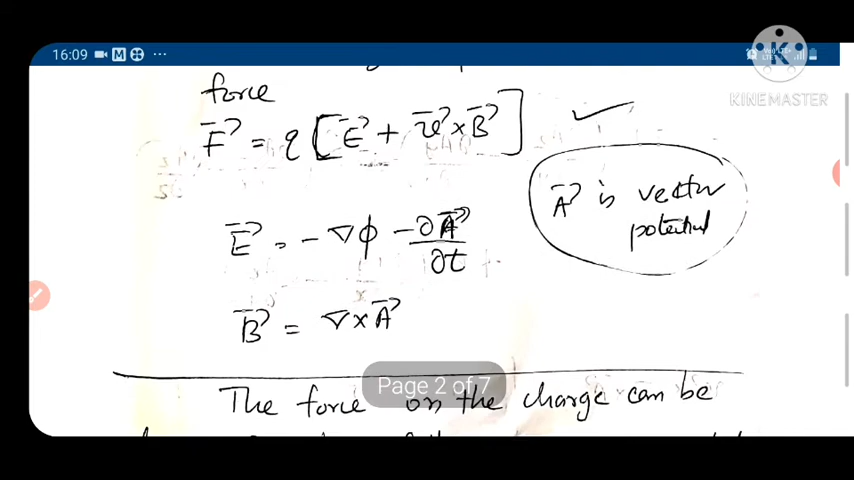 16:09
KINEMASTER
force
F⃗ = q [E⃗ + v⃗ × B⃗]
A⃗ is vector
potential
E⃗ = -∇ϕ - ∂A⃗/∂t
B⃗ = ∇×A⃗
Page 2 of 7
The force on the charge can be